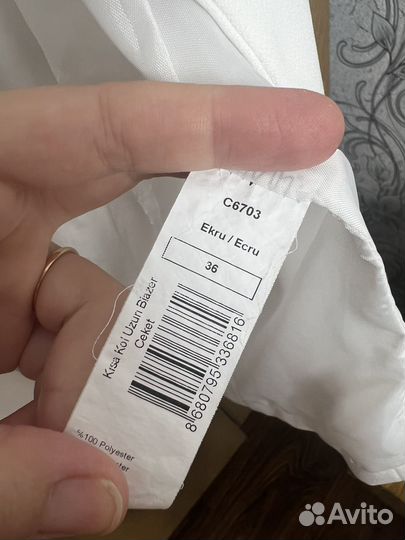 C6703
Ekru / Ecru
36
Kısa Kol Uzun Blazer
Ceket
8680795336816
%100 Polyester
Avito